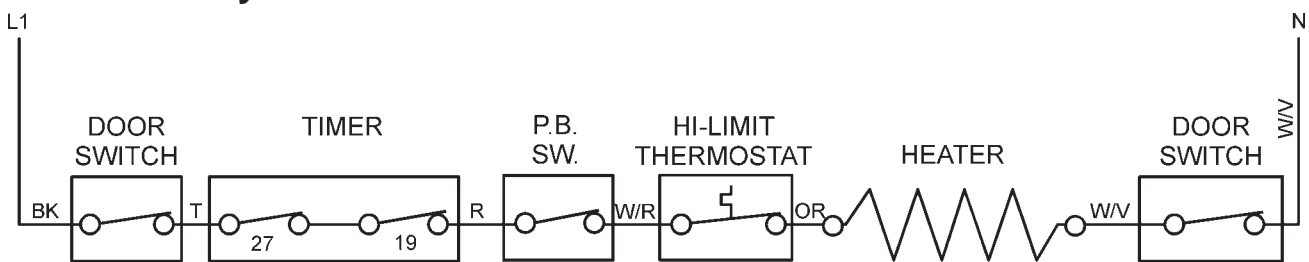 L1
N
DOOR
SWITCH
TIMER
P.B.
SW.
HI-LIMIT
THERMOSTAT
HEATER
DOOR
SWITCH
W/V
BK
T
27
19
R
W/R
OR
W/V